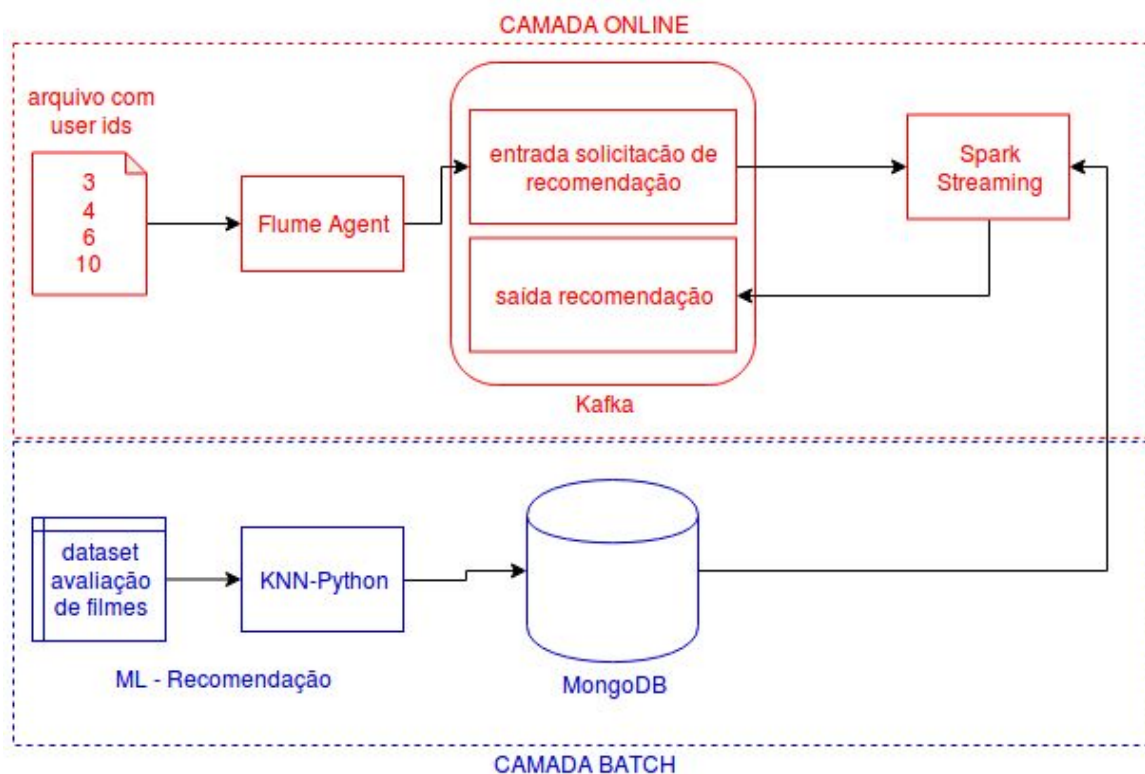 CAMADA ONLINE
arquivo com
user ids
3
4
6
10
Flume Agent
entrada solicitacão de
recomendação
saída recomendação
Kafka
Spark
Streaming
dataset
avaliação
de filmes
KNN-Python
ML - Recomendação
MongoDB
CAMADA BATCH